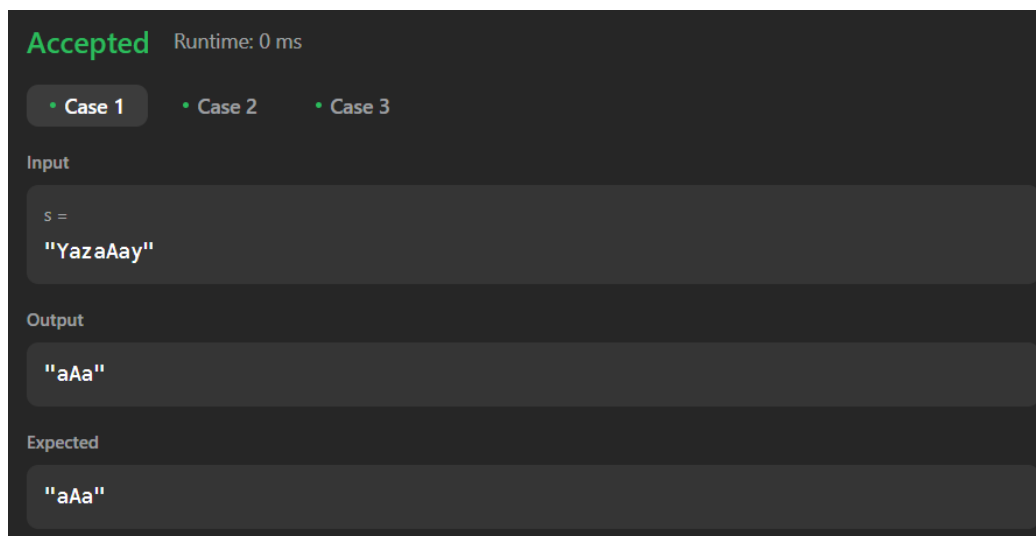 Accepted Runtime: 0 ms
• Case 1 • Case 2 • Case 3
Input
s =
"YazaAay"
Output
"aAa"
Expected
"aAa"